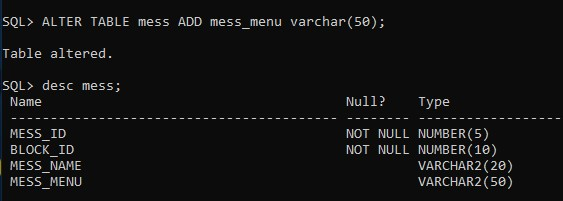 SQL> ALTER TABLE mess ADD mess_menu varchar(50);
Table altered.
SQL> desc mess;
Name Null? Type
----------------------------------------- -------- ------------------
MESS_ID NOT NULL NUMBER(5)
BLOCK_ID NOT NULL NUMBER(10)
MESS_NAME VARCHAR2(20)
MESS_MENU VARCHAR2(50)